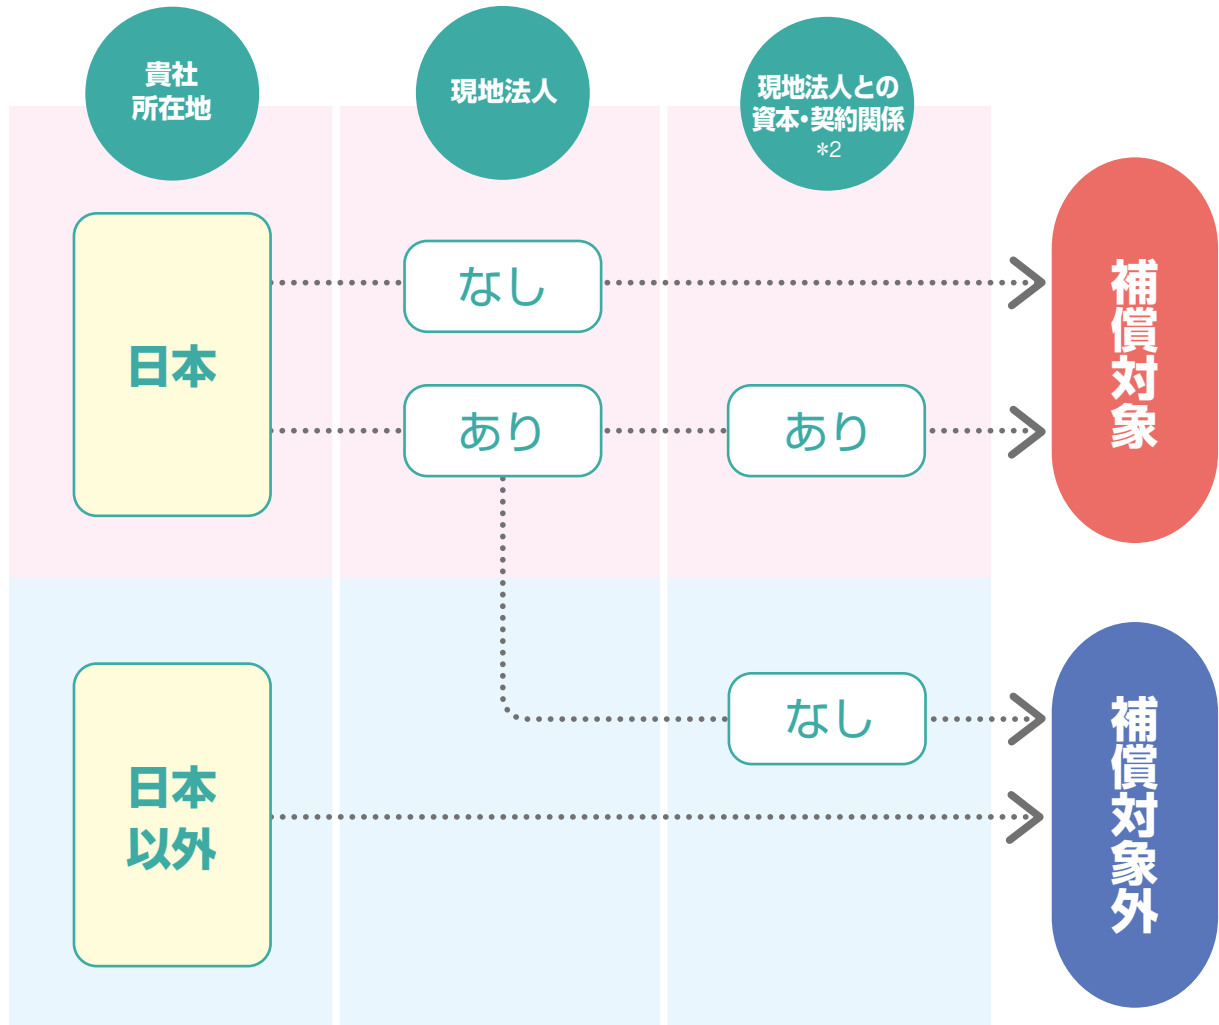 貴社
所在地
現地法人
現地法人との
資本・契約関係
*2
日本
なし
あり
あり
補償対象
日本
以外
なし
補償対象外